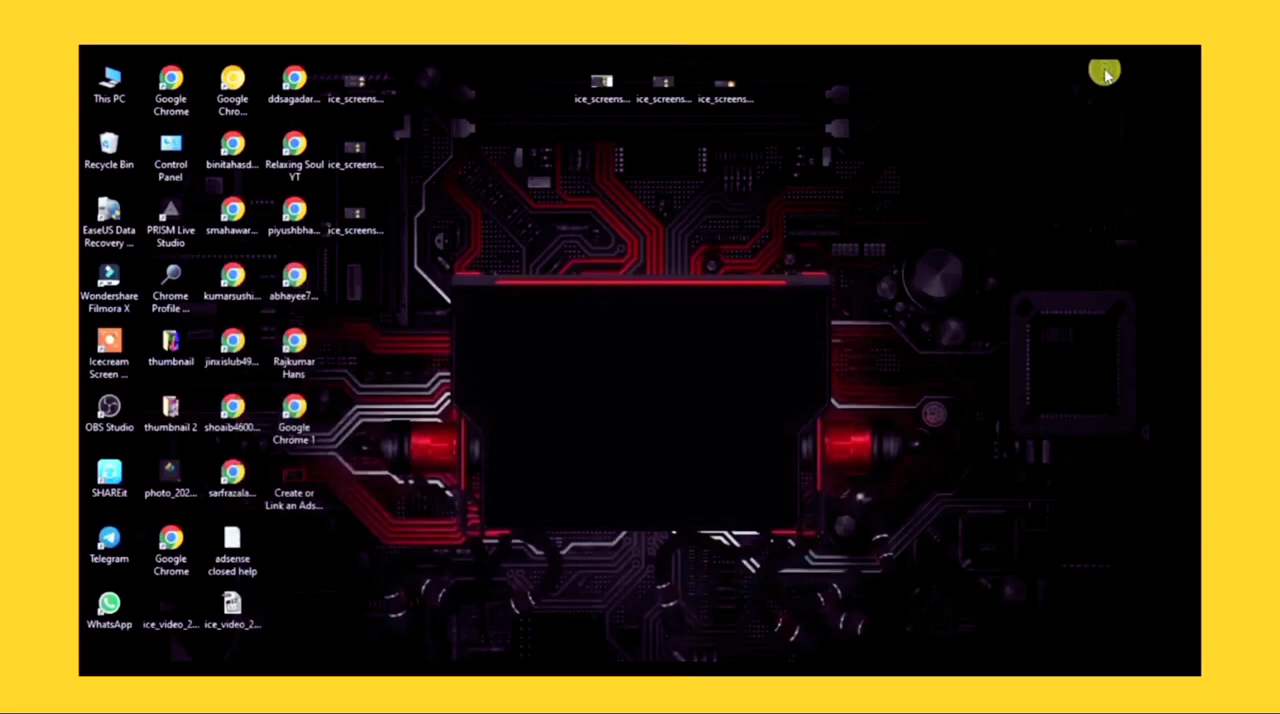 This PC
Google
Chrome
Google
Chro...
ddsagadar...
ice_screens...
ice_screens...
ice_screens...
ice_screens...
Recycle Bin
Control
Panel
binitahasd...
Relaxing Soul
YT
ice_screens...
EaseUS Data
Recovery ...
PRISM Live
Studio
smahawar...
piyushbha...
ice_screens...
Wondershare
Filmora X
Chrome
Profile ...
kumarsushi...
abhayee7...
Icecream
Screen ...
thumbnail
jinxislub49...
Rajkumar
Hans
OBS Studio
thumbnail 2
shoaib4600...
Google
Chrome 1
SHAREit
photo_202...
sarfrazala...
Create or
Link an Ads...
Telegram
Google
Chrome
adsense
closed help
WhatsApp
ice_video_2...
ice_video_2...